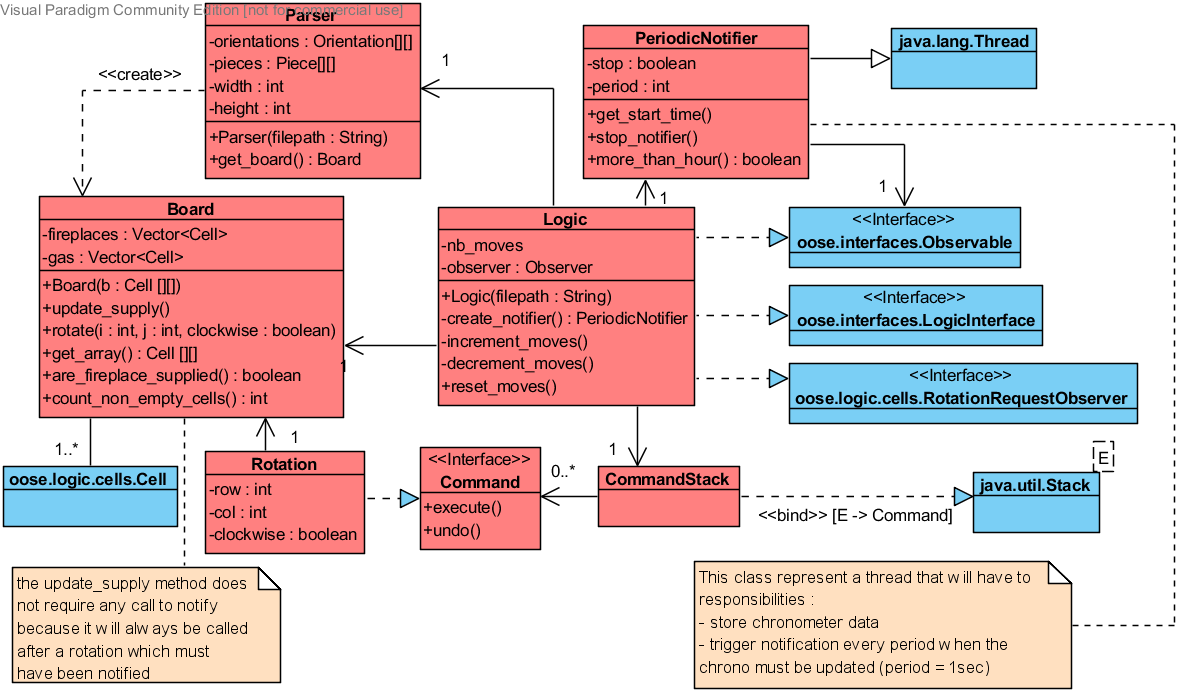 Visual Paradigm Community Edition [not for commercial use]
Parser
-orientations : Orientation[][]
-pieces : Piece[][]
-width : int
-height : int
+Parser(filepath : String)
+get_board() : Board
<<create>>
1
PeriodicNotifier
-stop : boolean
-period : int
+get_start_time()
+stop_notifier()
+more_than_hour() : boolean
java.lang.Thread
1
1
Board
-fireplaces : Vector<Cell>
-gas : Vector<Cell>
+Board(b : Cell [][])
+update_supply()
+rotate(i : int, j : int, clockwise : boolean)
+get_array() : Cell [][]
+are_fireplace_supplied() : boolean
+count_non_empty_cells() : int
1
Logic
-nb_moves
-observer : Observer
+Logic(filepath : String)
-create_notifier() : PeriodicNotifier
-increment_moves()
-decrement_moves()
+reset_moves()
<<Interface>>
oose.interfaces.Observable
<<Interface>>
oose.interfaces.LogicInterface
<<Interface>>
oose.logic.cells.RotationRequestObserver
1..*
1
1
oose.logic.cells.Cell
Rotation
-row : int
-col : int
-clockwise : boolean
<<Interface>>
Command
+execute()
+undo()
0..*
CommandStack
<<bind>> [E -> Command]
E
java.util.Stack
the update_supply method does
not require any call to notify
because it will always be called
after a rotation which must
have been notified
This class represent a thread that will have to
responsibilities :
- store chronometer data
- trigger notification every period when the
chrono must be updated (period = 1sec)